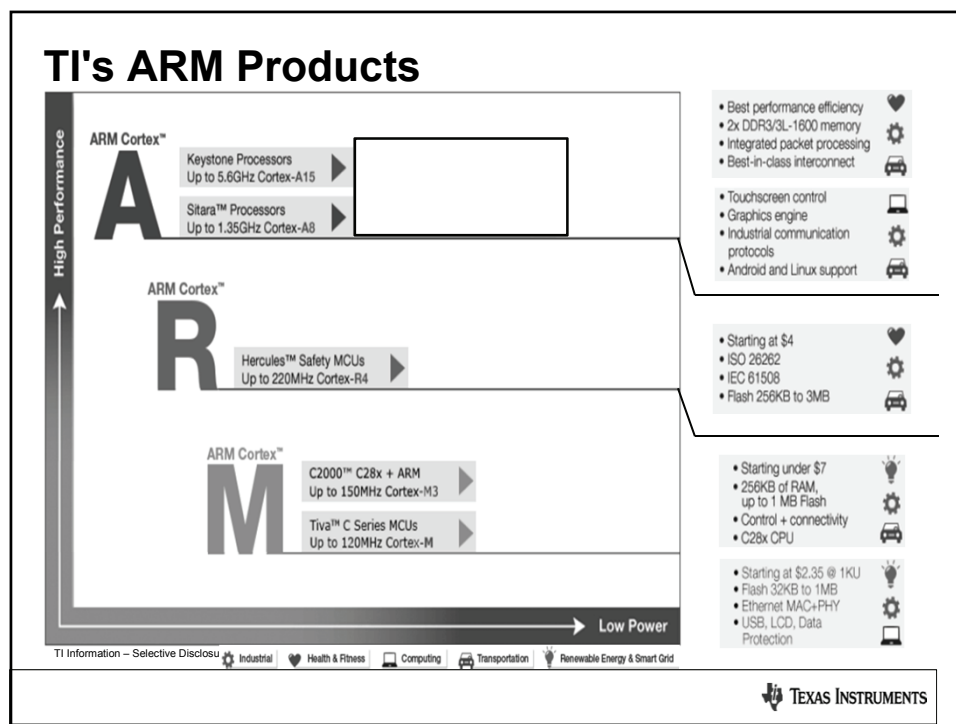 TI's ARM Products
High Performance
ARM Cortex™
A
Keystone Processors
Up to 5.6GHz Cortex-A15
Sitara™ Processors
Up to 1.35GHz Cortex-A8
• Best performance efficiency
• 2x DDR3/3L-1600 memory
• Integrated packet processing
• Best-in-class interconnect
• Touchscreen control
• Graphics engine
• Industrial communication
protocols
• Android and Linux support
ARM Cortex™
R
Hercules™ Safety MCUs
Up to 220MHz Cortex-R4
• Starting at $4
• ISO 26262
• IEC 61508
• Flash 256KB to 3MB
ARM Cortex™
M
C2000™ C28x + ARM
Up to 150MHz Cortex-M3
Tiva™ C Series MCUs
Up to 120MHz Cortex-M
• Starting under $7
• 256KB of RAM,
up to 1 MB Flash
• Control + connectivity
• C28x CPU
• Starting at $2.35 @ 1KU
• Flash 32KB to 1MB
• Ethernet MAC+PHY
• USB, LCD, Data
Protection
Low Power
TI Information – Selective Disclosu
Industrial
Health & Fitness
Computing
Transportation
Renewable Energy & Smart Grid
TEXAS INSTRUMENTS